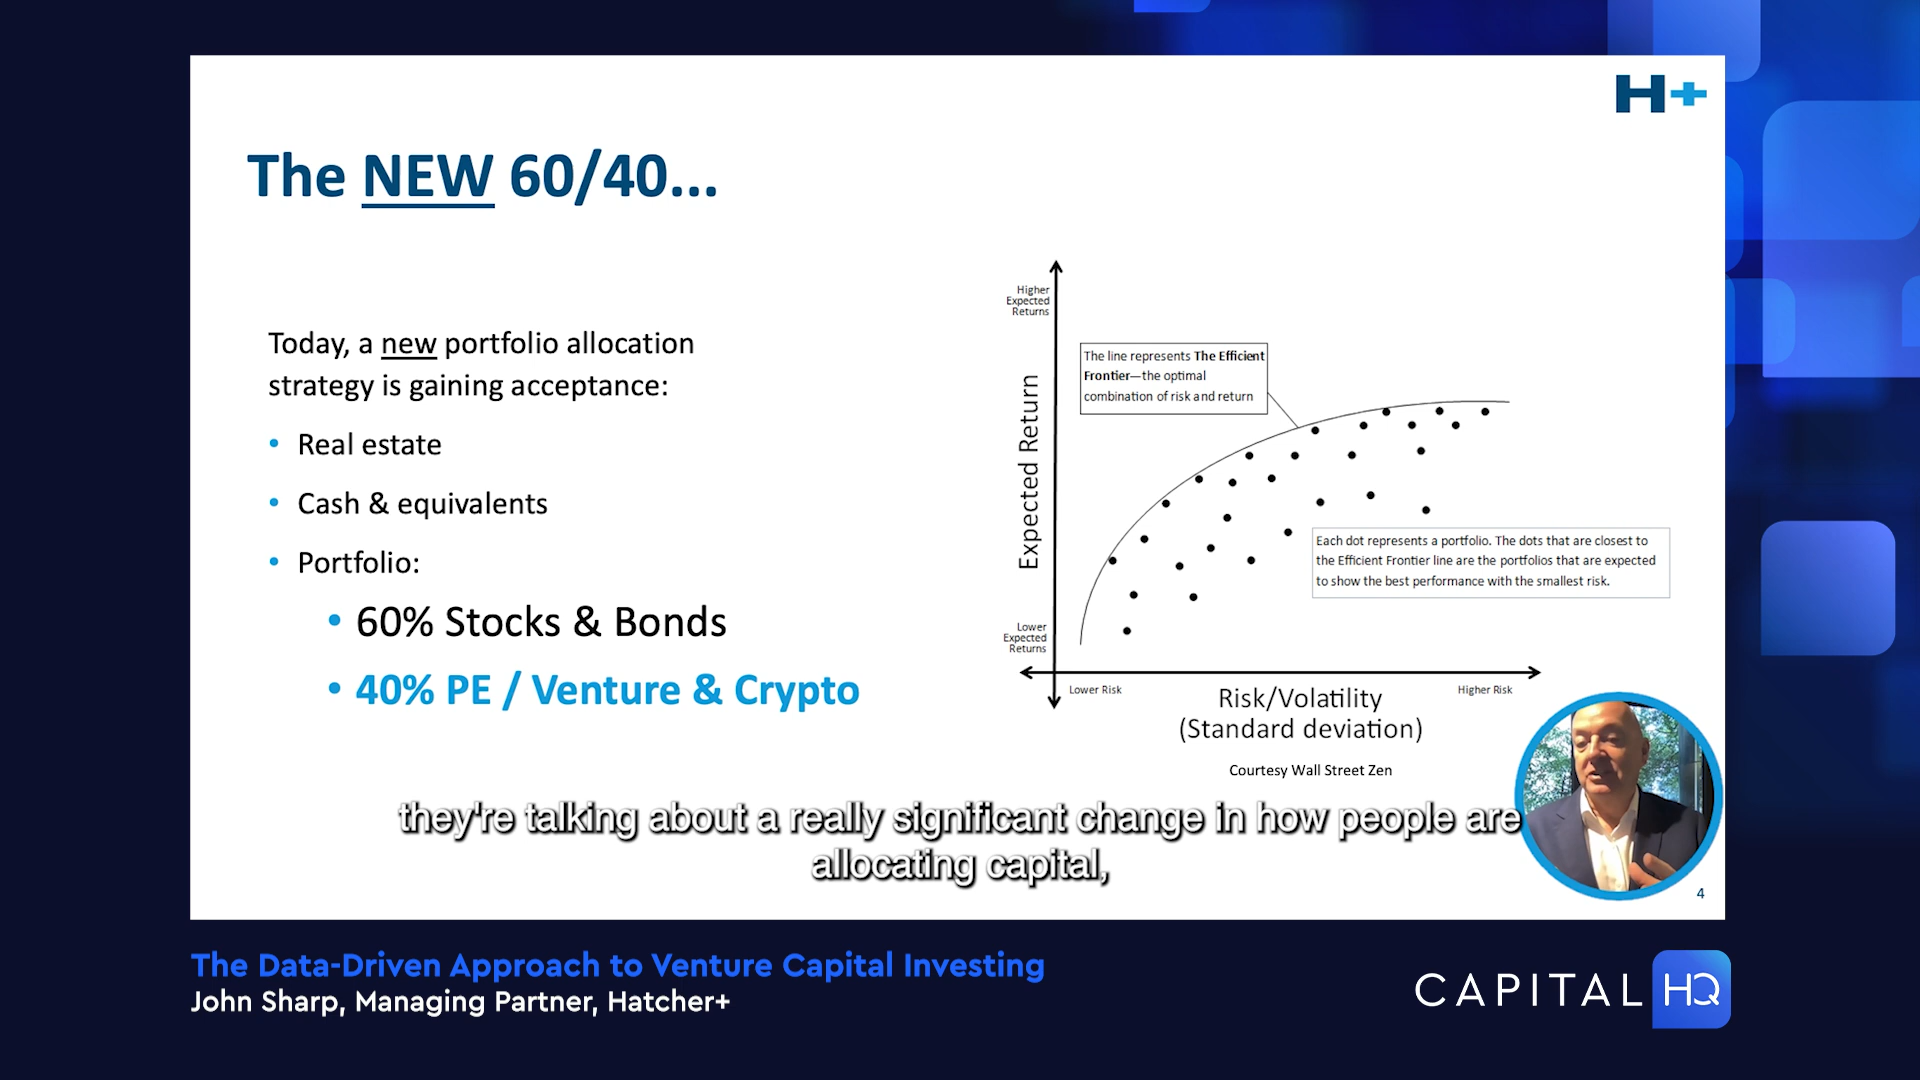 H+
The NEW 60/40...
Today, a new portfolio allocation
strategy is gaining acceptance:
• Real estate
• Cash & equivalents
• Portfolio:
• 60% Stocks & Bonds
• 40% PE / Venture & Crypto
Higher
Expected
Returns
Expected Return
The line represents The Efficient
Frontier—the optimal
combination of risk and return
Each dot represents a portfolio. The dots that are closest to
the Efficient Frontier line are the portfolios that are expected
to show the best performance with the smallest risk.
Lower
Expected
Returns
Lower Risk
Higher Risk
Risk/Volatility
(Standard deviation)
Courtesy Wall Street Zen
they're talking about a really significant change in how people are
allocating capital,
4
The Data-Driven Approach to Venture Capital Investing
John Sharp, Managing Partner, Hatcher+
CAPITAL HQ